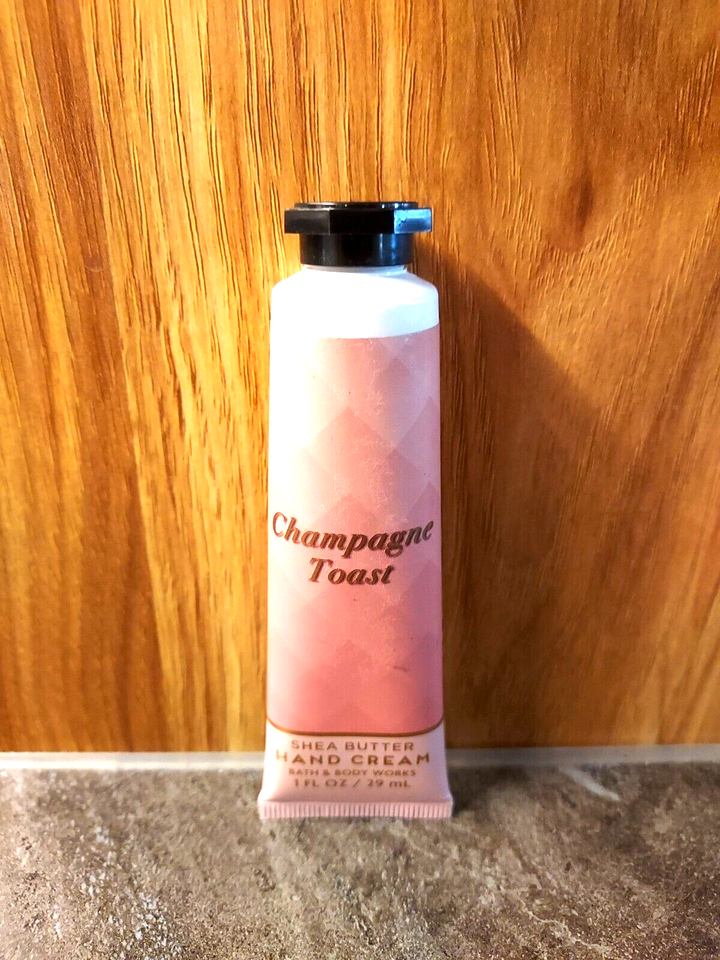 Champagne
Toast
SHEA BUTTER
HAND CREAM
BATH & BODY WORKS
1 FL OZ / 29 mL